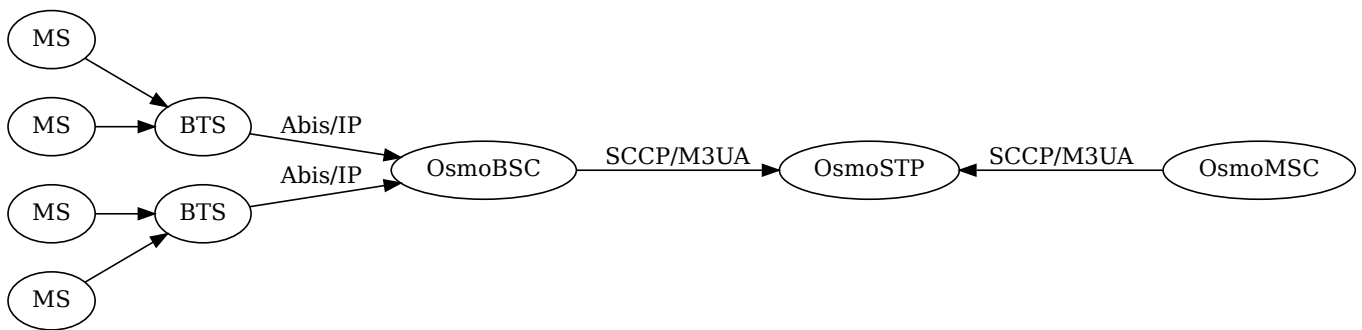 MS
MS
BTS
Abis/IP
OsmoBSC
SCCP/M3UA
OsmoSTP
SCCP/M3UA
OsmoMSC
Abis/IP
MS
BTS
MS